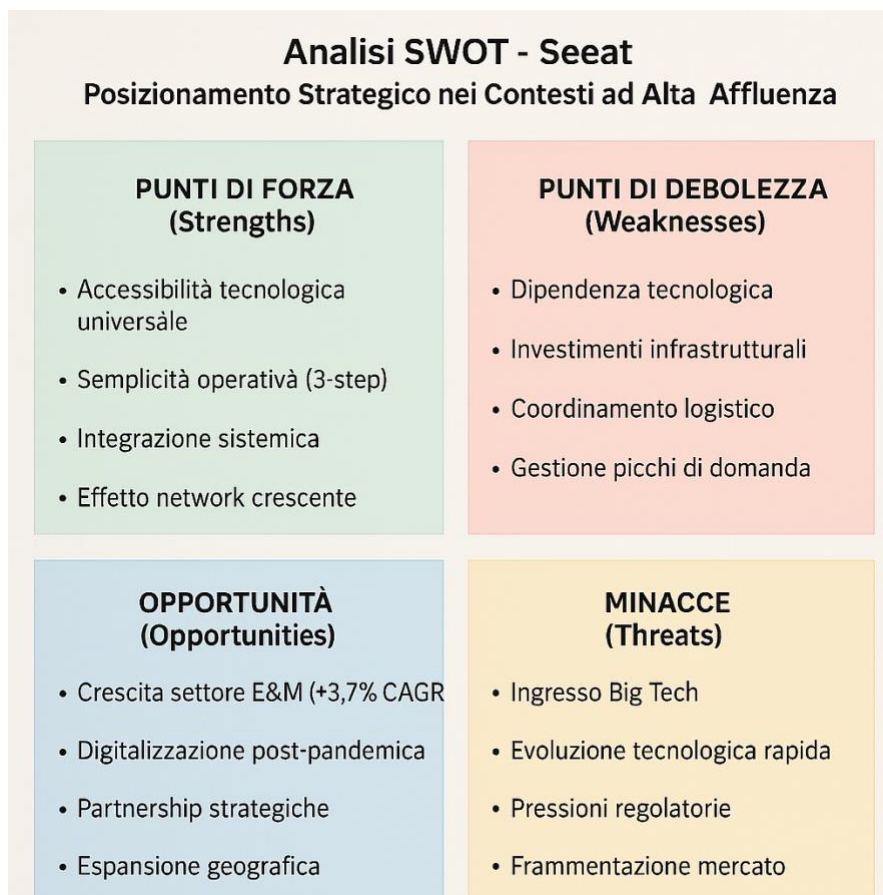 Analisi SWOT - Seeat
Posizionamento Strategico nei Contesti ad Alta Affluenza
PUNTI DI FORZA
(Strengths)
• Accessibilità tecnologica
universàle
• Semplicità operativà (3-step)
• Integrazione sistemica
• Effetto network crescente
PUNTI DI DEBOLEZZA
(Weaknesses)
• Dipendenza tecnologica
• Investimenti infrastrutturali
• Coordinamento logistico
• Gestione picchi di domanda
OPPORTUNITÀ
(Opportunities)
• Crescita settore E&M (+3,7% CAGR
• Digitalizzazione post-pandemica
• Partnership strategiche
• Espansione geografica
MINACCE
(Threats)
• Ingresso Big Tech
• Evoluzione tecnologica rapida
• Pressioni regolatorie
• Frammentazione mercato